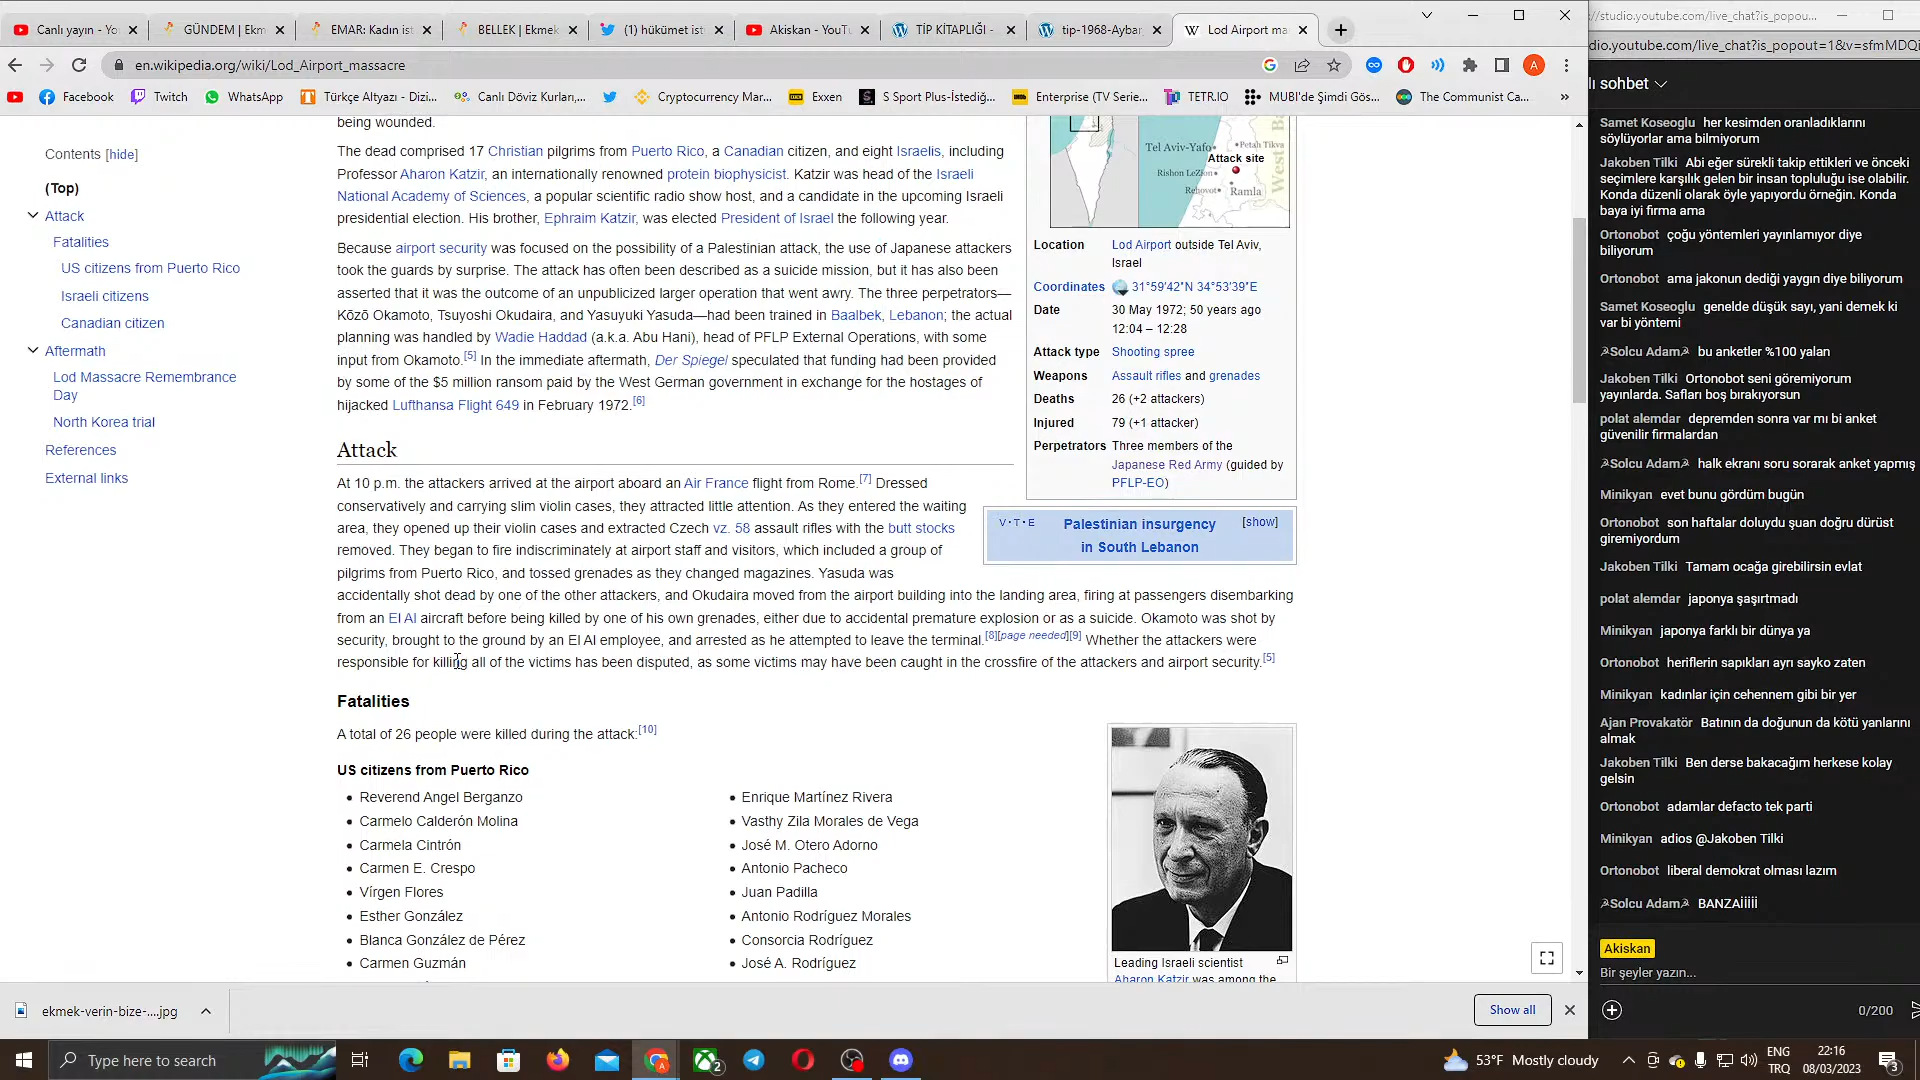 Canlı yayın - Yo
GÜNDEM | Ekm
EMAR: Kadın ist
BELLEK | Ekmek
(1) hükümet ist
Akiskan - YouTu
TİP KİTAPLIĞI -
tip-1968-Aybar
Lod Airport ma
en.wikipedia.org/wiki/Lod_Airport_massacre
Facebook
Twitch
WhatsApp
Türkçe Altyazı - Dizi...
Canlı Döviz Kurları,...
Cryptocurrency Mar...
Exxen
S Sport Plus-İstediğ...
Enterprise (TV Serie...
TETR.IO
MUBI'de Şimdi Gös...
The Communist Ca...
Contents [hide]
(Top)
Attack
Fatalities
US citizens from Puerto Rico
Israeli citizens
Canadian citizen
Aftermath
Lod Massacre Remembrance
Day
North Korea trial
References
External links
being wounded.
The dead comprised 17 Christian pilgrims from Puerto Rico, a Canadian citizen, and eight Israelis, including
Professor Aharon Katzir, an internationally renowned protein biophysicist. Katzir was head of the Israeli
National Academy of Sciences, a popular scientific radio show host, and a candidate in the upcoming Israeli
presidential election. His brother, Ephraim Katzir, was elected President of Israel the following year.
Because airport security was focused on the possibility of a Palestinian attack, the use of Japanese attackers
took the guards by surprise. The attack has often been described as a suicide mission, but it has also been
asserted that it was the outcome of an unpublicized larger operation that went awry. The three perpetrators—
Kōzō Okamoto, Tsuyoshi Okudaira, and Yasuyuki Yasuda—had been trained in Baalbek, Lebanon; the actual
planning was handled by Wadie Haddad (a.k.a. Abu Hani), head of PFLP External Operations, with some
input from Okamoto.[5] In the immediate aftermath, Der Spiegel speculated that funding had been provided
by some of the $5 million ransom paid by the West German government in exchange for the hostages of
hijacked Lufthansa Flight 649 in February 1972.[6]
Attack
At 10 p.m. the attackers arrived at the airport aboard an Air France flight from Rome.[7] Dressed
conservatively and carrying slim violin cases, they attracted little attention. As they entered the waiting
area, they opened up their violin cases and extracted Czech vz. 58 assault rifles with the butt stocks
removed. They began to fire indiscriminately at airport staff and visitors, which included a group of
pilgrims from Puerto Rico, and tossed grenades as they changed magazines. Yasuda was
accidentally shot dead by one of the other attackers, and Okudaira moved from the airport building into the landing area, firing at passengers disembarking
from an El Al aircraft before being killed by one of his own grenades, either due to accidental premature explosion or as a suicide. Okamoto was shot by
security, brought to the ground by an El Al employee, and arrested as he attempted to leave the terminal.[8][page needed][9] Whether the attackers were
responsible for killing all of the victims has been disputed, as some victims may have been caught in the crossfire of the attackers and airport security.[5]
Fatalities
A total of 26 people were killed during the attack:[10]
US citizens from Puerto Rico
Reverend Angel Berganzo
Carmelo Calderón Molina
Carmela Cintrón
Carmen E. Crespo
Vírgen Flores
Esther González
Blanca González de Pérez
Carmen Guzmán
Enrique Martínez Rivera
Vasthy Zila Morales de Vega
José M. Otero Adorno
Antonio Pacheco
Juan Padilla
Antonio Rodríguez Morales
Consorcia Rodríguez
José A. Rodríguez
Tel Aviv-Yafo
Petah Tikva
Attack site
Rishon LeZion
Rehovot
Ramla
West Ba
Location Lod Airport outside Tel Aviv,
Israel
Coordinates 31°59′42″N 34°53′39″E
Date 30 May 1972; 50 years ago
12:04 – 12:28
Attack type Shooting spree
Weapons Assault rifles and grenades
Deaths 26 (+2 attackers)
Injured 79 (+1 attacker)
Perpetrators Three members of the
Japanese Red Army (guided by
PFLP-EO)
V·T·E Palestinian insurgency [show]
in South Lebanon
Leading Israeli scientist
Aharon Katzir was among the
//studio.youtube.com/live_chat?is_popou...
dio.youtube.com/live_chat?is_popout=1&v=sfmMDQi
lı sohbet
Samet Koseoglu her kesimden oranladıklarını
söylüyorlar ama bilmiyorum
Jakoben Tilki Abi eğer sürekli takip ettikleri ve önceki
seçimlere karşılık gelen bir insan topluluğu ise olabilir.
Konda düzenli olarak öyle yapıyordu örneğin. Konda
baya iyi firma ama
Ortonobot çoğu yöntemleri yayınlamıyor diye
biliyorum
Ortonobot ama jakonun dediği yaygın diye biliyorum
Samet Koseoglu genelde düşük sayı, yani demek ki
var bi yöntemi
☭Solcu Adam☭ bu anketler %100 yalan
Jakoben Tilki Ortonobot seni göremiyorum
yayınlarda. Safları boş bırakıyorsun
polat alemdar depremden sonra var mı bi anket
güvenilir firmalardan
☭Solcu Adam☭ halk ekranı soru sorarak anket yapmış
Minikyan evet bunu gördüm bugün
Ortonobot son haftalar doluydu şuan doğru dürüst
giremiyordum
Jakoben Tilki Tamam ocağa girebilirsin evlat
polat alemdar japonya şaşırtmadı
Minikyan japonya farklı bir dünya ya
Ortonobot heriflerin sapıkları ayrı sayko zaten
Minikyan kadınlar için cehennem gibi bir yer
Ajan Provakatör Batının da doğunun da kötü yanlarını
almak
Jakoben Tilki Ben derse bakacağım herkese kolay
gelsin
Ortonobot adamlar defacto tek parti
Minikyan adios @Jakoben Tilki
Ortonobot liberal demokrat olması lazım
☭Solcu Adam☭ BANZAİİİİİ
Akiskan
Bir şeyler yazın...
0/200
ekmek-verin-bize-....jpg
Show all
Type here to search
2
53°F Mostly cloudy
ENG
TRQ
22:16
08/03/2023
3